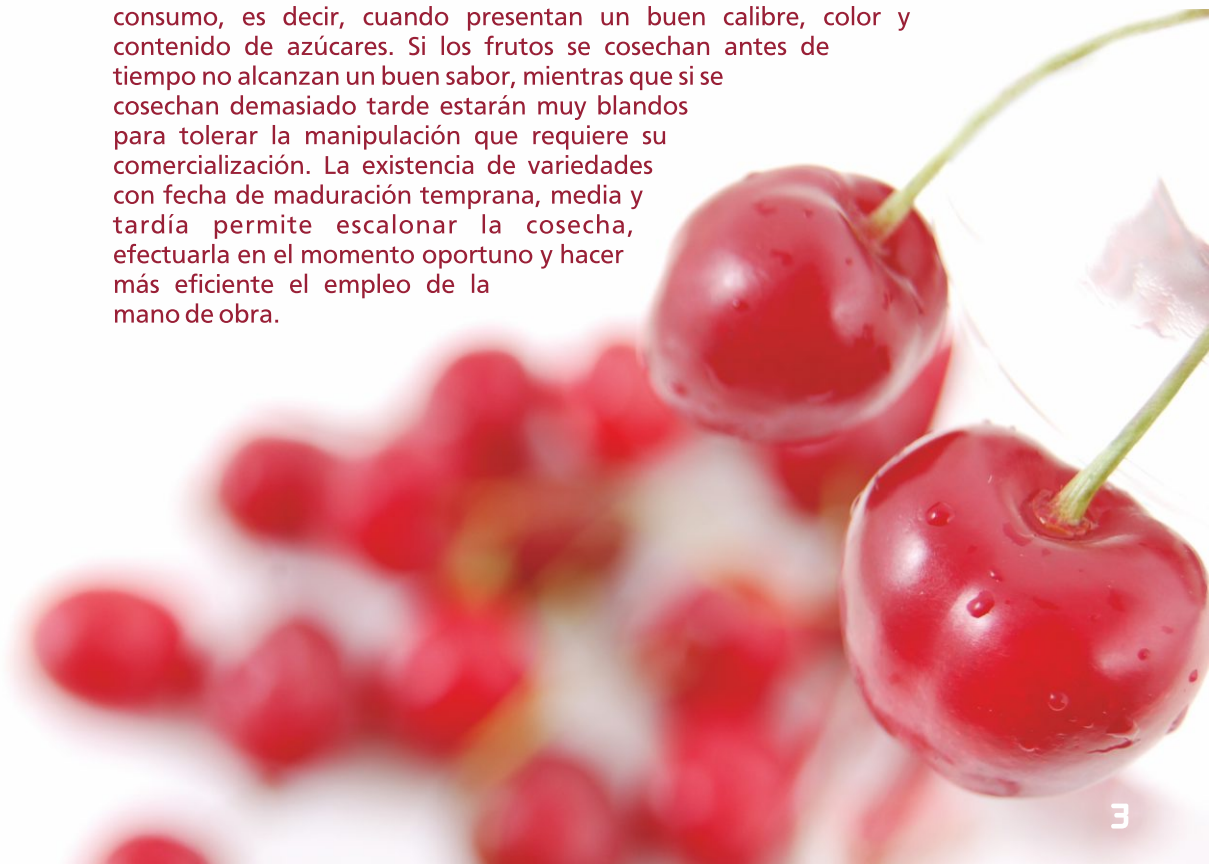 consumo, es decir, cuando presentan un buen calibre, color y
contenido de azúcares. Si los frutos se cosechan antes de
tiempo no alcanzan un buen sabor, mientras que si se
cosechan demasiado tarde estarán muy blandos
para tolerar la manipulación que requiere su
comercialización. La existencia de variedades
con fecha de maduración temprana, media y
tardía permite escalonar la cosecha,
efectuarla en el momento oportuno y hacer
más eficiente el empleo de la
mano de obra.
3